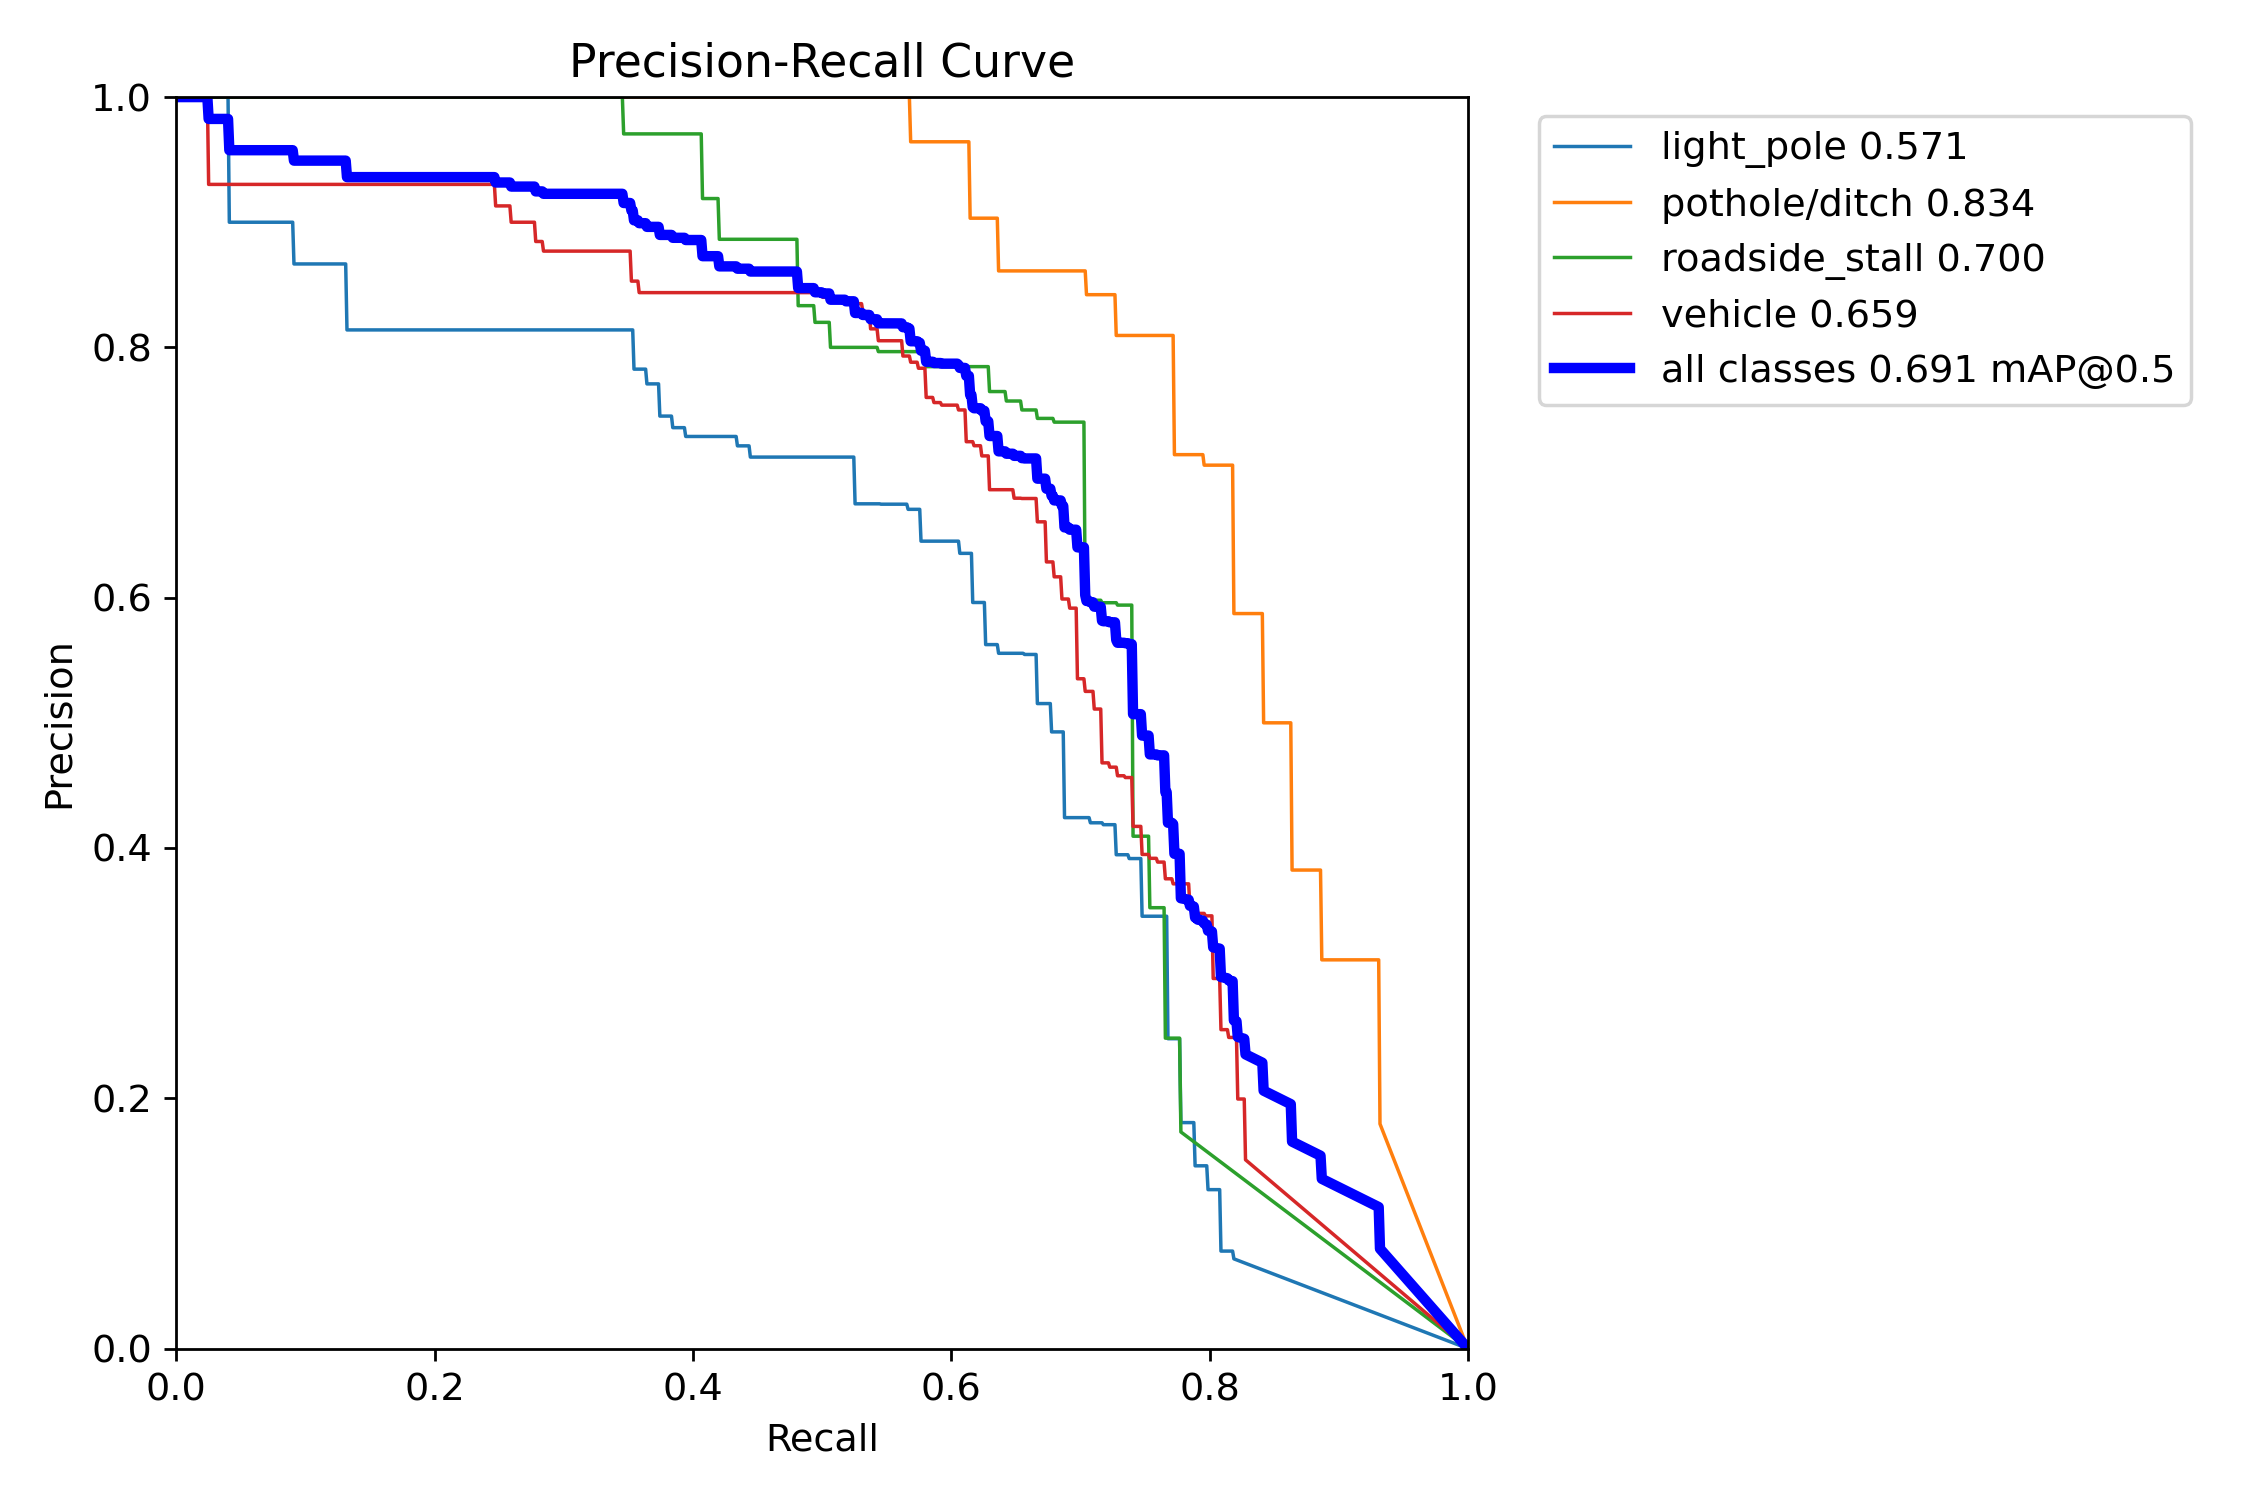 Precision-Recall Curve
1.0
0.8
0.6
0.4
0.2
0.0
Precision
0.0 0.2 0.4 0.6 0.8 1.0
Recall
light_pole 0.571
pothole/ditch 0.834
roadside_stall 0.700
vehicle 0.659
all classes 0.691 mAP@0.5